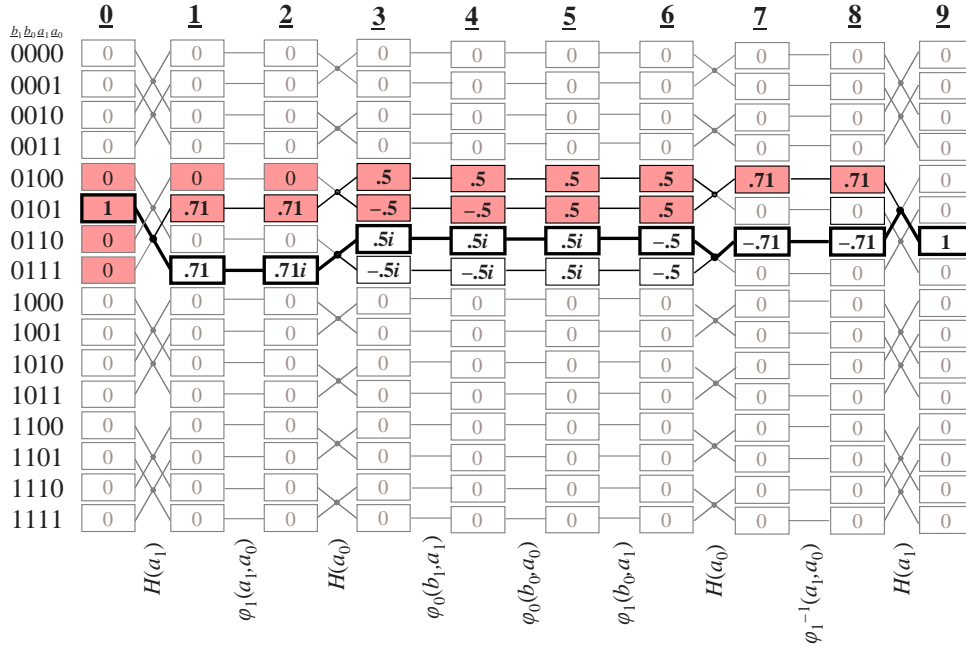 0 1 2 3 4 5 6 7 8 9
b₁b₀a₁a₀
0000 0 0 0 0 0 0 0 0 0 0
0001 0 0 0 0 0 0 0 0 0 0
0010 0 0 0 0 0 0 0 0 0 0
0011 0 0 0 0 0 0 0 0 0 0
0100 0 0 0 .5 .5 .5 .5 .71 .71 0
0101 1 .71 .71 −.5 −.5 .5 .5 0 0 0
0110 0 0 0 .5i .5i .5i −.5 −.71 −.71 1
0111 0 .71 .71i −.5i −.5i .5i −.5 0 0 0
1000 0 0 0 0 0 0 0 0 0 0
1001 0 0 0 0 0 0 0 0 0 0
1010 0 0 0 0 0 0 0 0 0 0
1011 0 0 0 0 0 0 0 0 0 0
1100 0 0 0 0 0 0 0 0 0 0
1101 0 0 0 0 0 0 0 0 0 0
1110 0 0 0 0 0 0 0 0 0 0
1111 0 0 0 0 0 0 0 0 0 0
H(a₁)
φ₁(a₁,a₀)
H(a₀)
φ₀(b₁,a₁)
φ₀(b₀,a₀)
φ₁(b₀,a₁)
H(a₀)
φ₁⁻¹(a₁,a₀)
H(a₁)